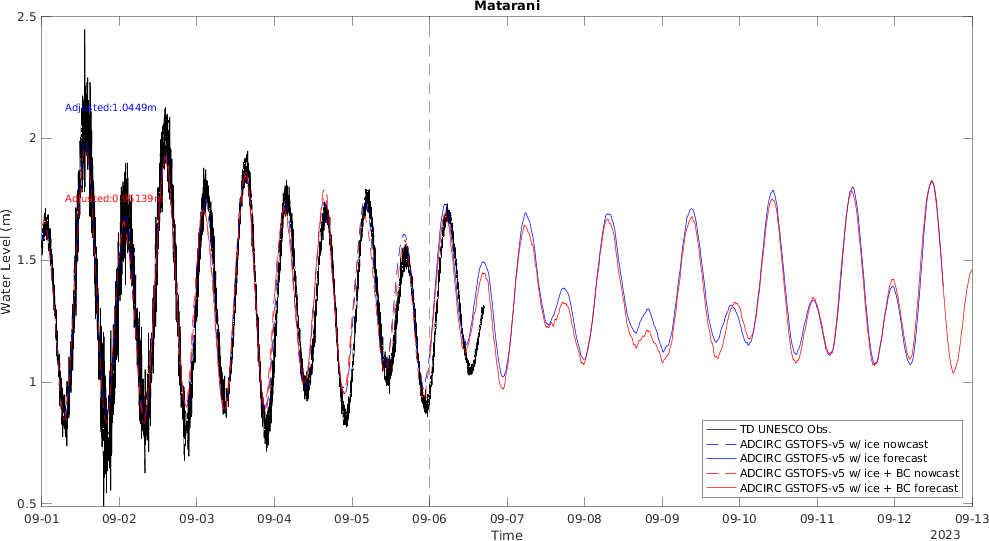 Matarani
2.5
2
1.5
1
0.5
Water Level (m)
Adjusted:1.0449m
TD UNESCO Obs.
ADCIRC GSTOFS-v5 w/ ice nowcast
ADCIRC GSTOFS-v5 w/ ice forecast
ADCIRC GSTOFS-v5 w/ ice + BC nowcast
ADCIRC GSTOFS-v5 w/ ice + BC forecast
09-01 09-02 09-03 09-04 09-05 09-06 09-07 09-08 09-09 09-10 09-11 09-12 09-13
Time
2023